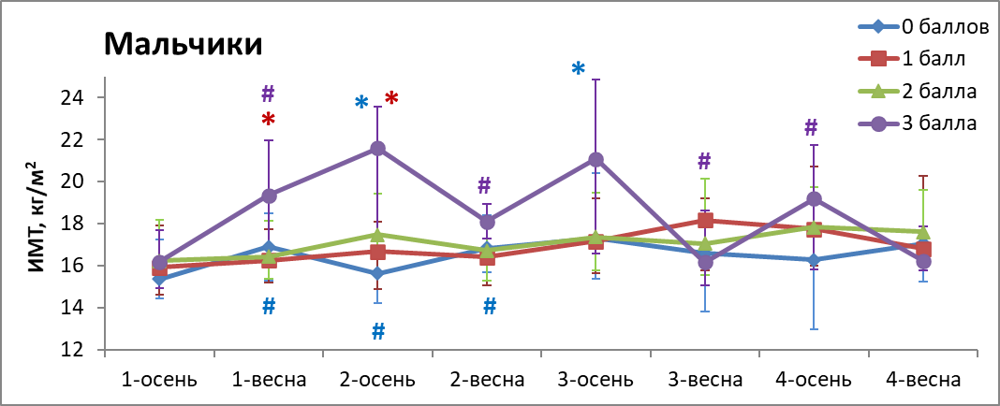 Мальчики
0 баллов
1 балл
2 балла
3 балла
ИМТ, кг/м²
24
22
20
18
16
14
12
#
*
* *
#
*
#
#
#
#
#
1-осень 1-весна 2-осень 2-весна 3-осень 3-весна 4-осень 4-весна